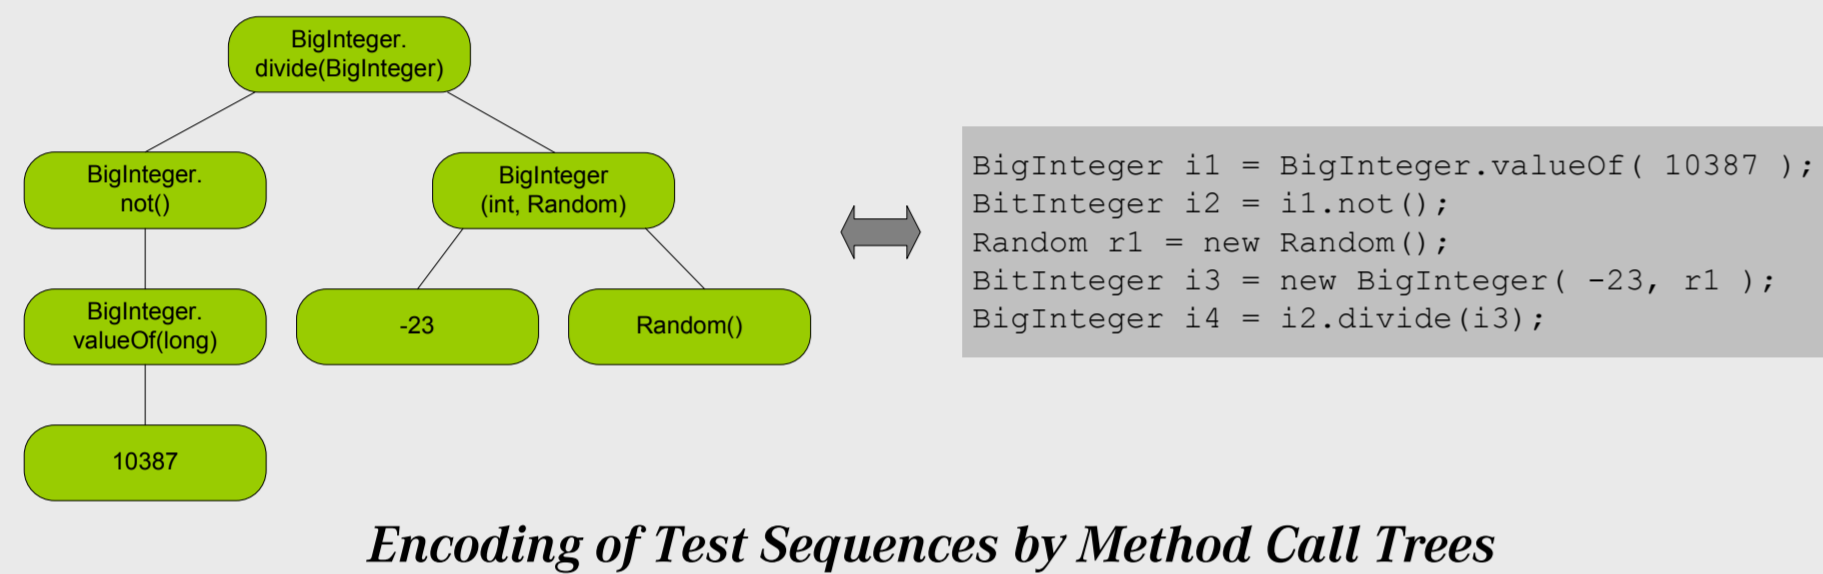 BigInteger.
divide(BigInteger)
BigInteger.
not()
BigInteger
(int, Random)
BigInteger.
valueOf(long)
-23
Random()
10387
BigInteger i1 = BigInteger.valueOf( 10387 );
BitInteger i2 = i1.not();
Random r1 = new Random();
BitInteger i3 = new BigInteger( -23, r1 );
BigInteger i4 = i2.divide(i3);
Encoding of Test Sequences by Method Call Trees